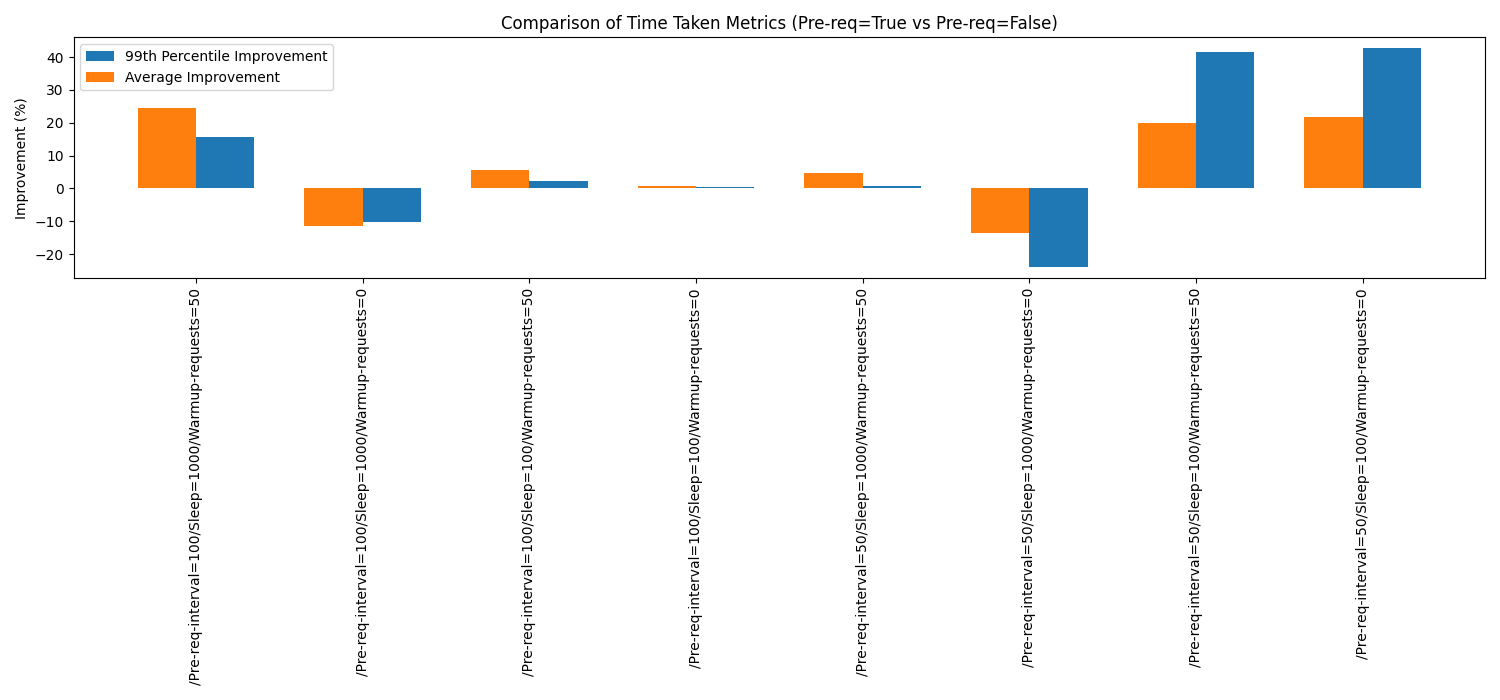 Comparison of Time Taken Metrics (Pre-req=True vs Pre-req=False)
99th Percentile Improvement
Average Improvement
Improvement (%)
40
30
20
10
0
−10
−20
/Pre-req-interval=100/Sleep=1000/Warmup-requests=50
/Pre-req-interval=100/Sleep=1000/Warmup-requests=0
/Pre-req-interval=100/Sleep=100/Warmup-requests=50
/Pre-req-interval=100/Sleep=100/Warmup-requests=0
/Pre-req-interval=50/Sleep=1000/Warmup-requests=50
/Pre-req-interval=50/Sleep=1000/Warmup-requests=0
/Pre-req-interval=50/Sleep=100/Warmup-requests=50
/Pre-req-interval=50/Sleep=100/Warmup-requests=0